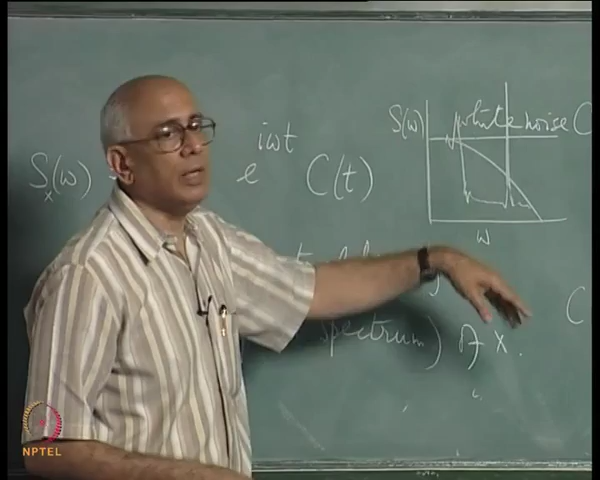 S_x(ω)
e^{iωt} C(t)
S(ω)
white noise
C
ω
C
spectrum) of X.
NPTEL